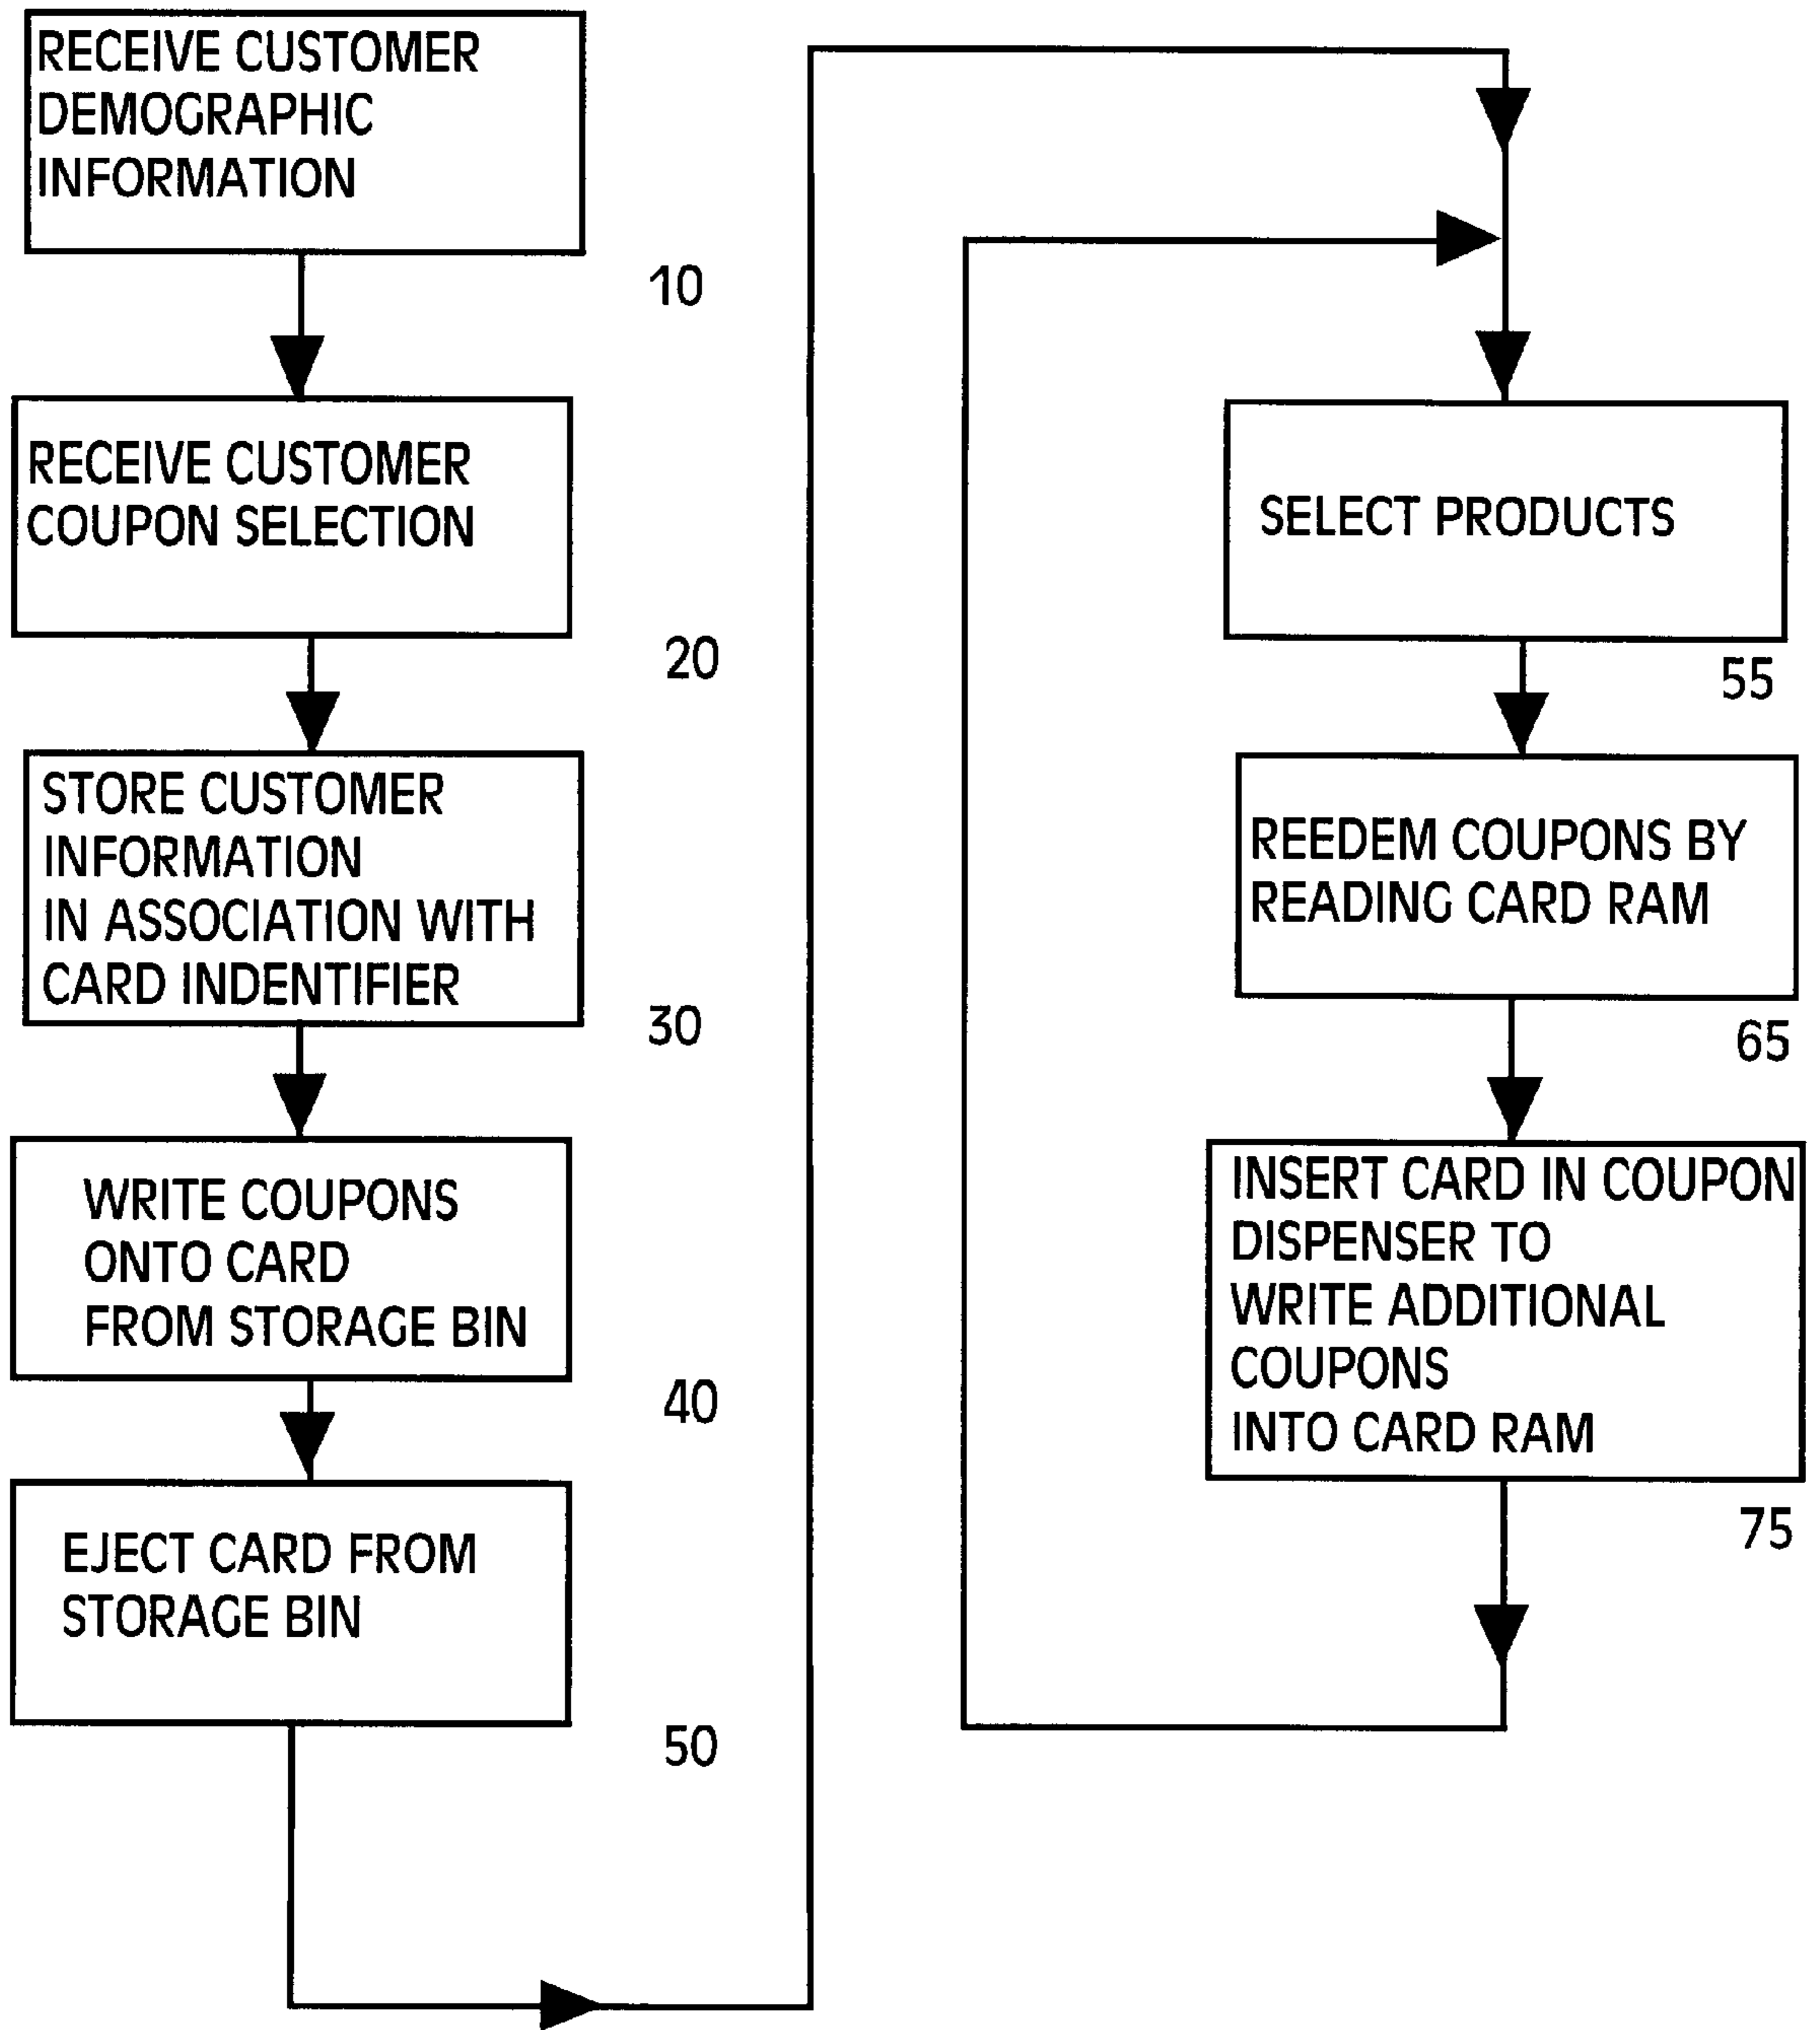 RECEIVE CUSTOMER
DEMOGRAPHIC
INFORMATION
10
RECEIVE CUSTOMER
COUPON SELECTION
20
STORE CUSTOMER
INFORMATION
IN ASSOCIATION WITH
CARD INDENTIFIER
30
WRITE COUPONS
ONTO CARD
FROM STORAGE BIN
40
EJECT CARD FROM
STORAGE BIN
50
SELECT PRODUCTS
55
REEDEM COUPONS BY
READING CARD RAM
65
INSERT CARD IN COUPON
DISPENSER TO
WRITE ADDITIONAL
COUPONS
INTO CARD RAM
75